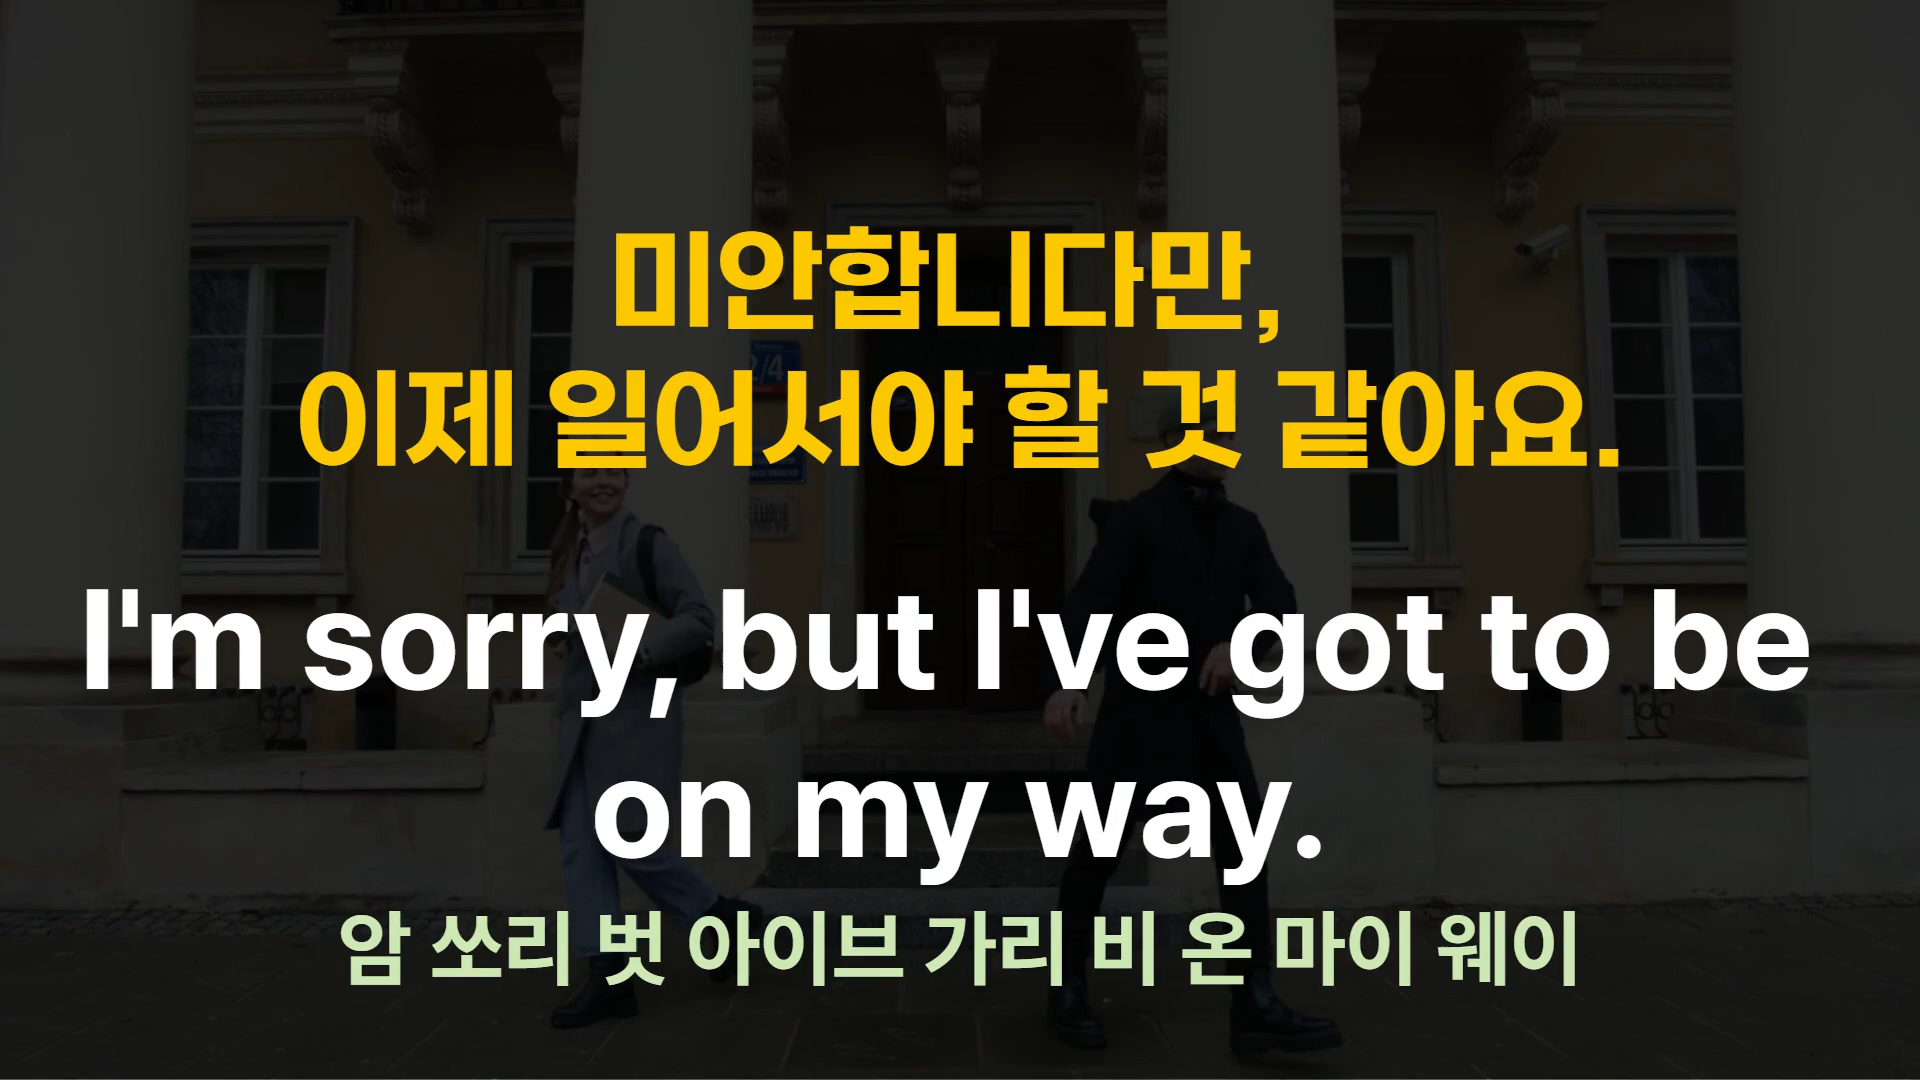 미안합니다만,
이제 일어서야 할 것 같아요.
I'm sorry, but I've got to be
on my way.
암 쏘리 벗 아이브 가리 비 온 마이 웨이